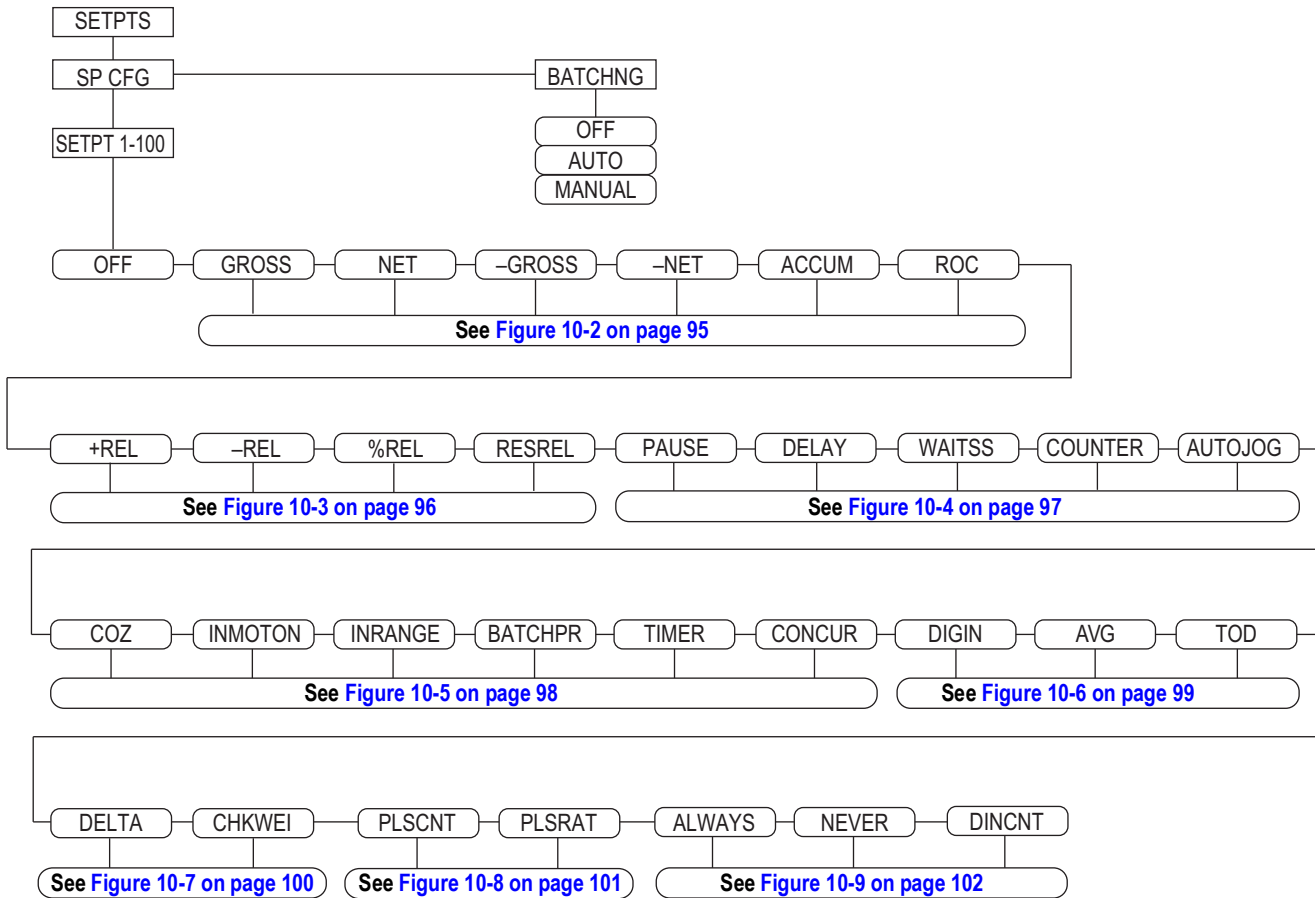 SETPTS
SP CFG
BATCHNG
SETPT 1-100
OFF
AUTO
MANUAL
OFF
GROSS
NET
–GROSS
–NET
ACCUM
ROC
See Figure 10-2 on page 95
+REL
–REL
%REL
RESREL
PAUSE
DELAY
WAITSS
COUNTER
AUTOJOG
See Figure 10-3 on page 96
See Figure 10-4 on page 97
COZ
INMOTON
INRANGE
BATCHPR
TIMER
CONCUR
DIGIN
AVG
TOD
See Figure 10-5 on page 98
See Figure 10-6 on page 99
DELTA
CHKWEI
PLSCNT
PLSRAT
ALWAYS
NEVER
DINCNT
See Figure 10-7 on page 100
See Figure 10-8 on page 101
See Figure 10-9 on page 102